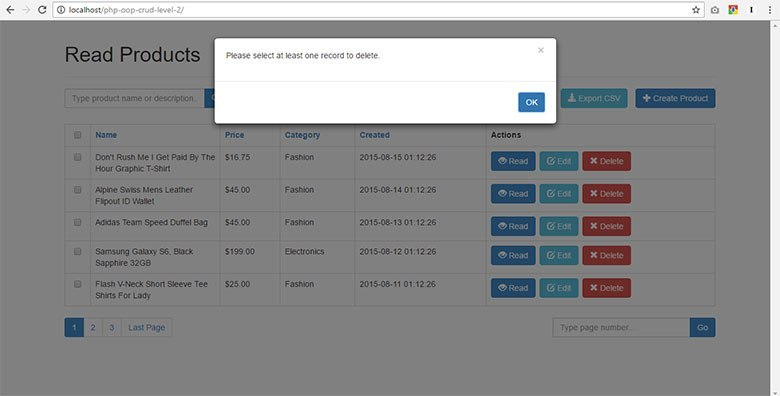 localhost/php-oop-crud-level-2/
Please select at least one record to delete.
×
OK
Read Products
Type product name or description..
Export CSV
Create Product
Name Price Category Created Actions
Don't Rush Me I Get Paid By The $16.75 Fashion 2015-08-15 01:12:26 Read Edit Delete
Hour Graphic T-Shirt
Alpine Swiss Mens Leather $45.00 Fashion 2015-08-14 01:12:26 Read Edit Delete
Flipout ID Wallet
Adidas Team Speed Duffel Bag $45.00 Fashion 2015-08-13 01:12:26 Read Edit Delete
Samsung Galaxy S6, Black $199.00 Electronics 2015-08-12 01:12:26 Read Edit Delete
Sapphire 32GB
Flash V-Neck Short Sleeve Tee $25.00 Fashion 2015-08-11 01:12:26 Read Edit Delete
Shirts For Lady
1 2 3 Last Page
Type page number...
Go